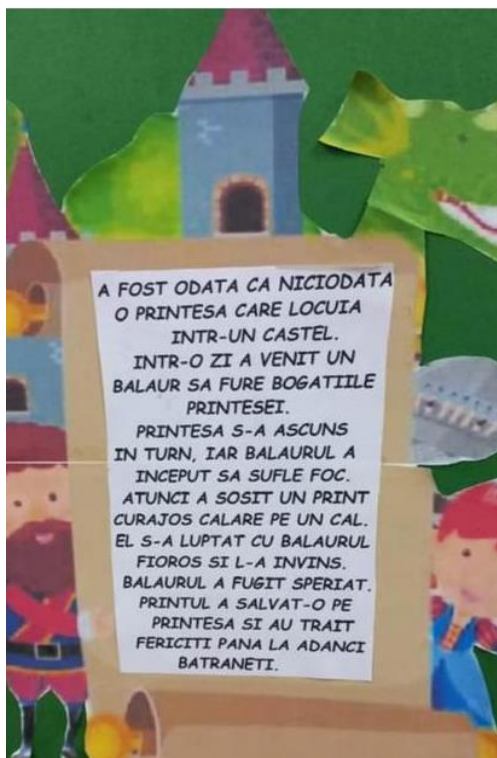 A FOST ODATA CA NICIODATA
O PRINTESA CARE LOCUIA
INTR-UN CASTEL.
INTR-O ZI A VENIT UN
BALAUR SA FURE BOGATIILE
PRINTESEI.
PRINTESA S-A ASCUNS
IN TURN, IAR BALAURUL A
INCEPUT SA SUFLE FOC.
ATUNCI A SOSIT UN PRINT
CURAJOS CALARE PE UN CAL.
EL S-A LUPTAT CU BALAURUL
FIOROS SI L-A INVINS.
BALAURUL A FUGIT SPERIAT.
PRINTUL A SALVAT-O PE
PRINTESA SI AU TRAIT
FERICITI PANA LA ADANCI
BATRANETI.